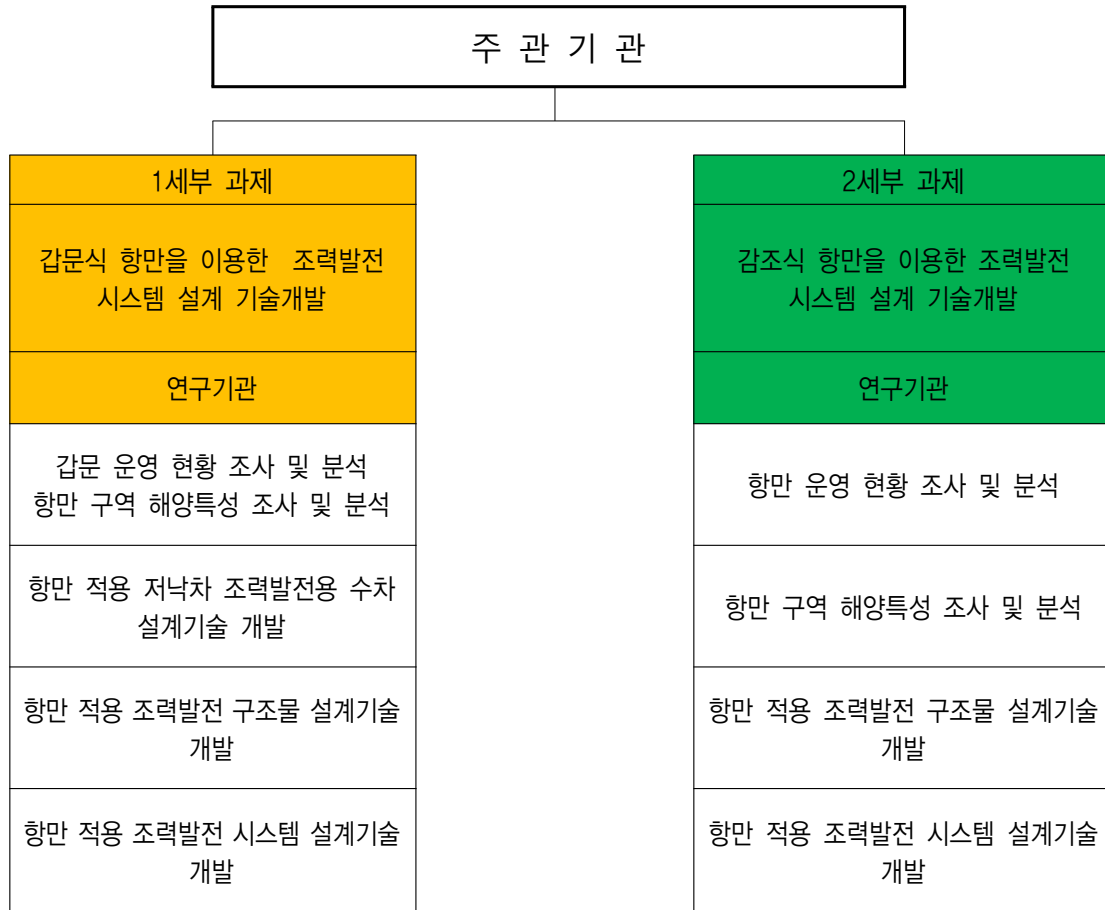 주 관 기 관
1세부 과제
갑문식 항만을 이용한 조력발전
시스템 설계 기술개발
연구기관
갑문 운영 현황 조사 및 분석
항만 구역 해양특성 조사 및 분석
항만 적용 저낙차 조력발전용 수차
설계기술 개발
항만 적용 조력발전 구조물 설계기술
개발
항만 적용 조력발전 시스템 설계기술
개발
2세부 과제
감조식 항만을 이용한 조력발전
시스템 설계 기술개발
연구기관
항만 운영 현황 조사 및 분석
항만 구역 해양특성 조사 및 분석
항만 적용 조력발전 구조물 설계기술
개발
항만 적용 조력발전 시스템 설계기술
개발